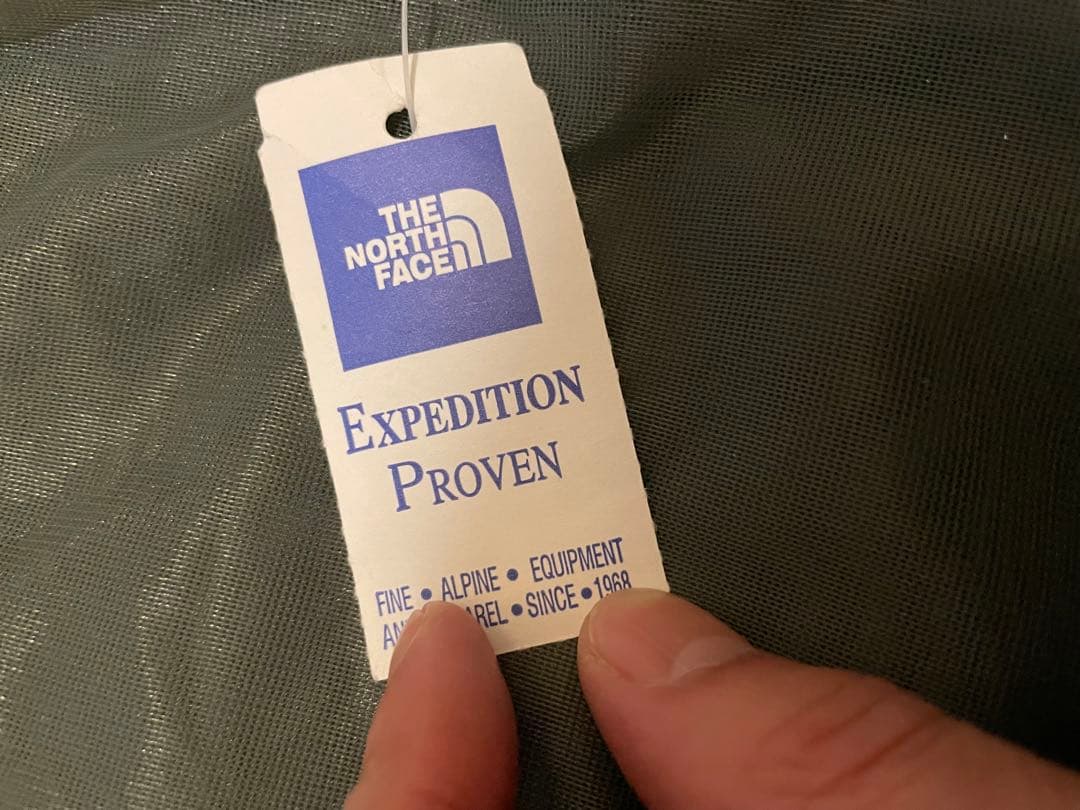 THE
NORTH
FACE
EXPEDITION
PROVEN
FINE • ALPINE • EQUIPMENT
• SINCE • 1968